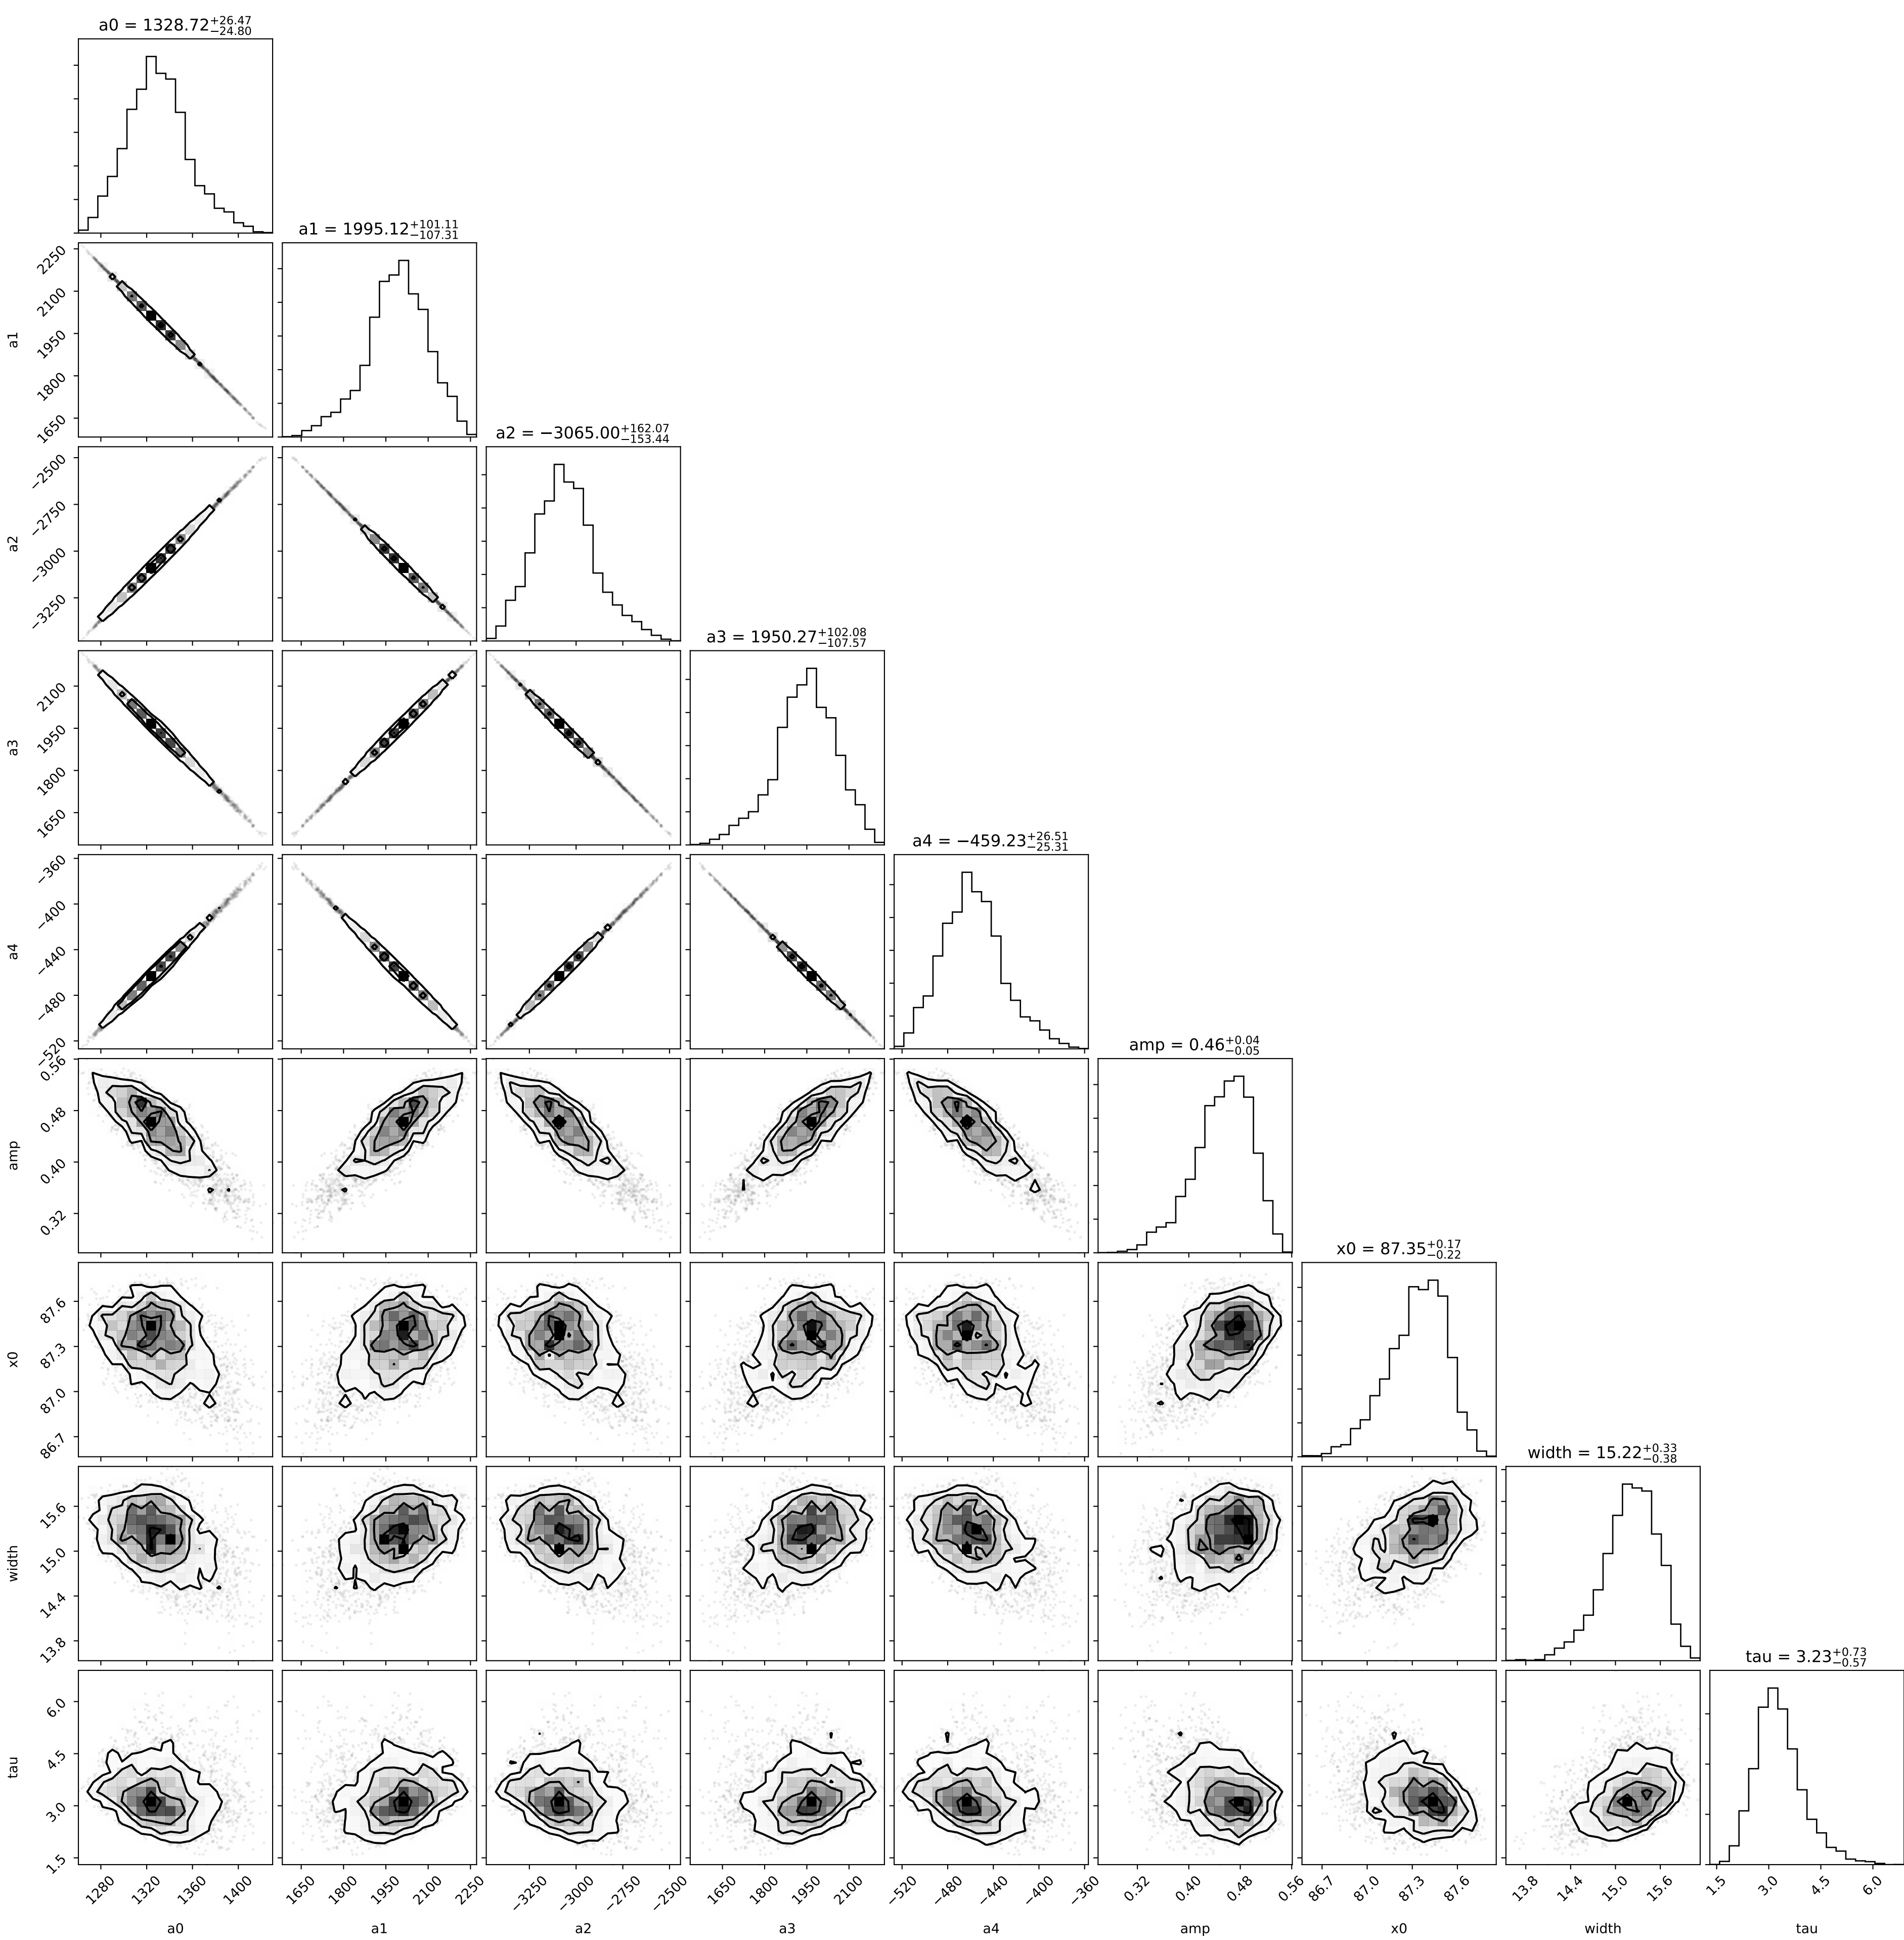 a0 = 1328.72 +26.47 −24.80
a1 = 1995.12 +101.11 −107.31
2250
2100
1950
1800
1650
a1
a2 = −3065.00 +162.07 −153.44
−2500
−2750
−3000
−3250
a2
a3 = 1950.27 +102.08 −107.57
2100
1950
1800
1650
a3
a4 = −459.23 +26.51 −25.31
−360
−400
−440
−480
−520
a4
amp = 0.46 +0.04 −0.05
0.56
0.48
0.40
0.32
amp
x0 = 87.35 +0.17 −0.22
87.6
87.3
87.0
86.7
x0
width = 15.22 +0.33 −0.38
15.6
15.0
14.4
13.8
width
tau = 3.23 +0.73 −0.57
6.0
4.5
3.0
1.5
tau
1280 1320 1360 1400 1650 1800 1950 2100 2250 −3250 −3000 −2750 −2500 1650 1800 1950 2100 −520 −480 −440 −400 −360 0.32 0.40 0.48 0.56 86.7 87.0 87.3 87.6 13.8 14.4 15.0 15.6 1.5 3.0 4.5 6.0
a0 a1 a2 a3 a4 amp x0 width tau